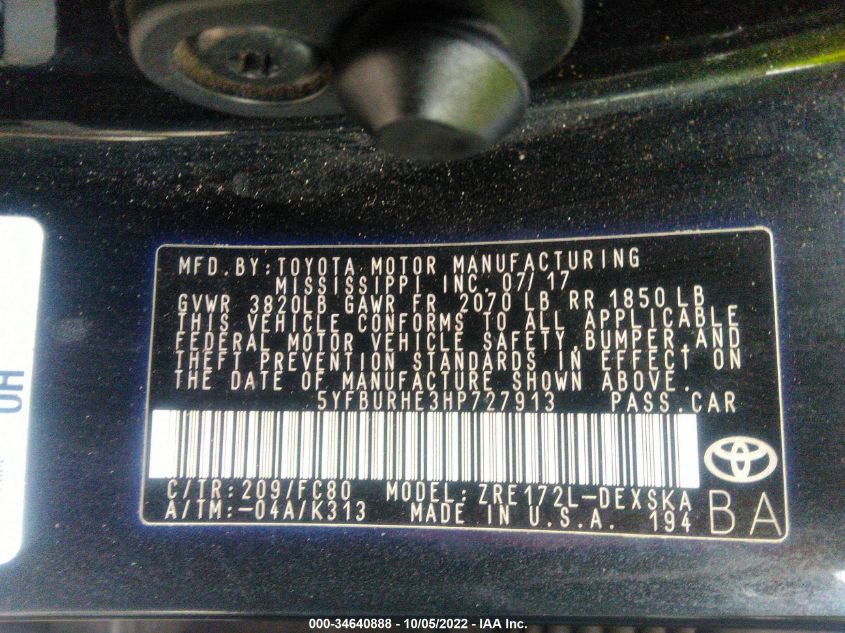 MFD.BY:TOYOTA MOTOR MANUFACTURING
MISSISSIPPI INC. 07/17
GVWR 3820LB GAWR FR 2070 LB RR 1850 LB
THIS VEHICLE CONFORMS TO ALL APPLICABLE
FEDERAL MOTOR VEHICLE SAFETY, BUMPER, AND
THEFT PREVENTION STANDARDS IN EFFECT ON
THE DATE OF MANUFACTURE SHOWN ABOVE.
5YFBURHE3HP727913 PASS.CAR
C/TR:209/FC80 MODEL: ZRE172L-DEXSKA
A/TM:-04A/K313 MADE IN U.S.A. 194
BA
000-34640888 - 10/05/2022 - IAA Inc.